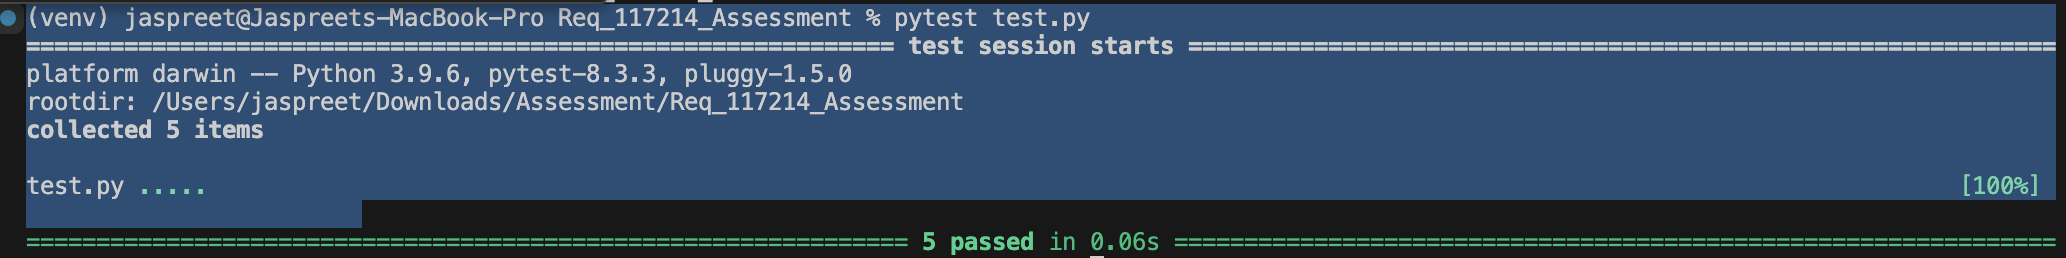 (venv) jaspreet@Jaspreets-MacBook-Pro Req_117214_Assessment % pytest test.py
============================================================== test session starts ==============================================================
platform darwin -- Python 3.9.6, pytest-8.3.3, pluggy-1.5.0
rootdir: /Users/jaspreet/Downloads/Assessment/Req_117214_Assessment
collected 5 items
test.py ..... [100%]
=============================================================== 5 passed in 0.06s ===============================================================